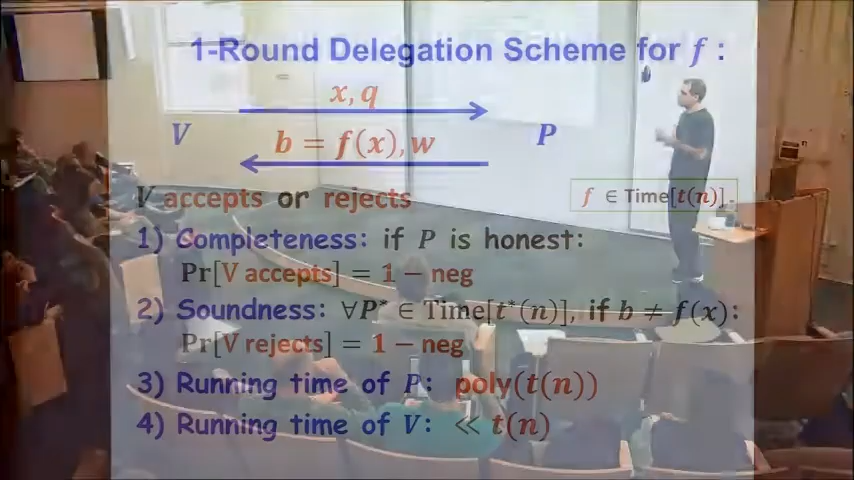 1-Round Delegation Scheme for f :
x, q
V
P
b = f(x), w
V accepts or rejects
f ∈ Time[t(n)].
1) Completeness: if P is honest:
Pr[V accepts] = 1 − neg
2) Soundness: ∀P* ∈ Time[t*(n)], if b ≠ f(x):
Pr[V rejects] = 1 − neg
3) Running time of P: poly(t(n))
4) Running time of V: ≪ t(n)